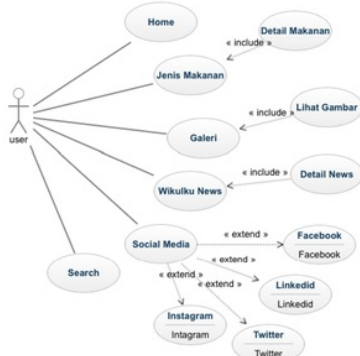 Home
Detail Makanan
« include »
Jenis Makanan
Lihat Gambar
« include »
user
Galeri
Detail News
« include »
Wikulku News
Social Media
« extend »
Facebook
Facebook
« extend »
Search
« extend »
Linkedid
Linkedid
« extend »
Instagram
Intagram
Twitter
Twitter